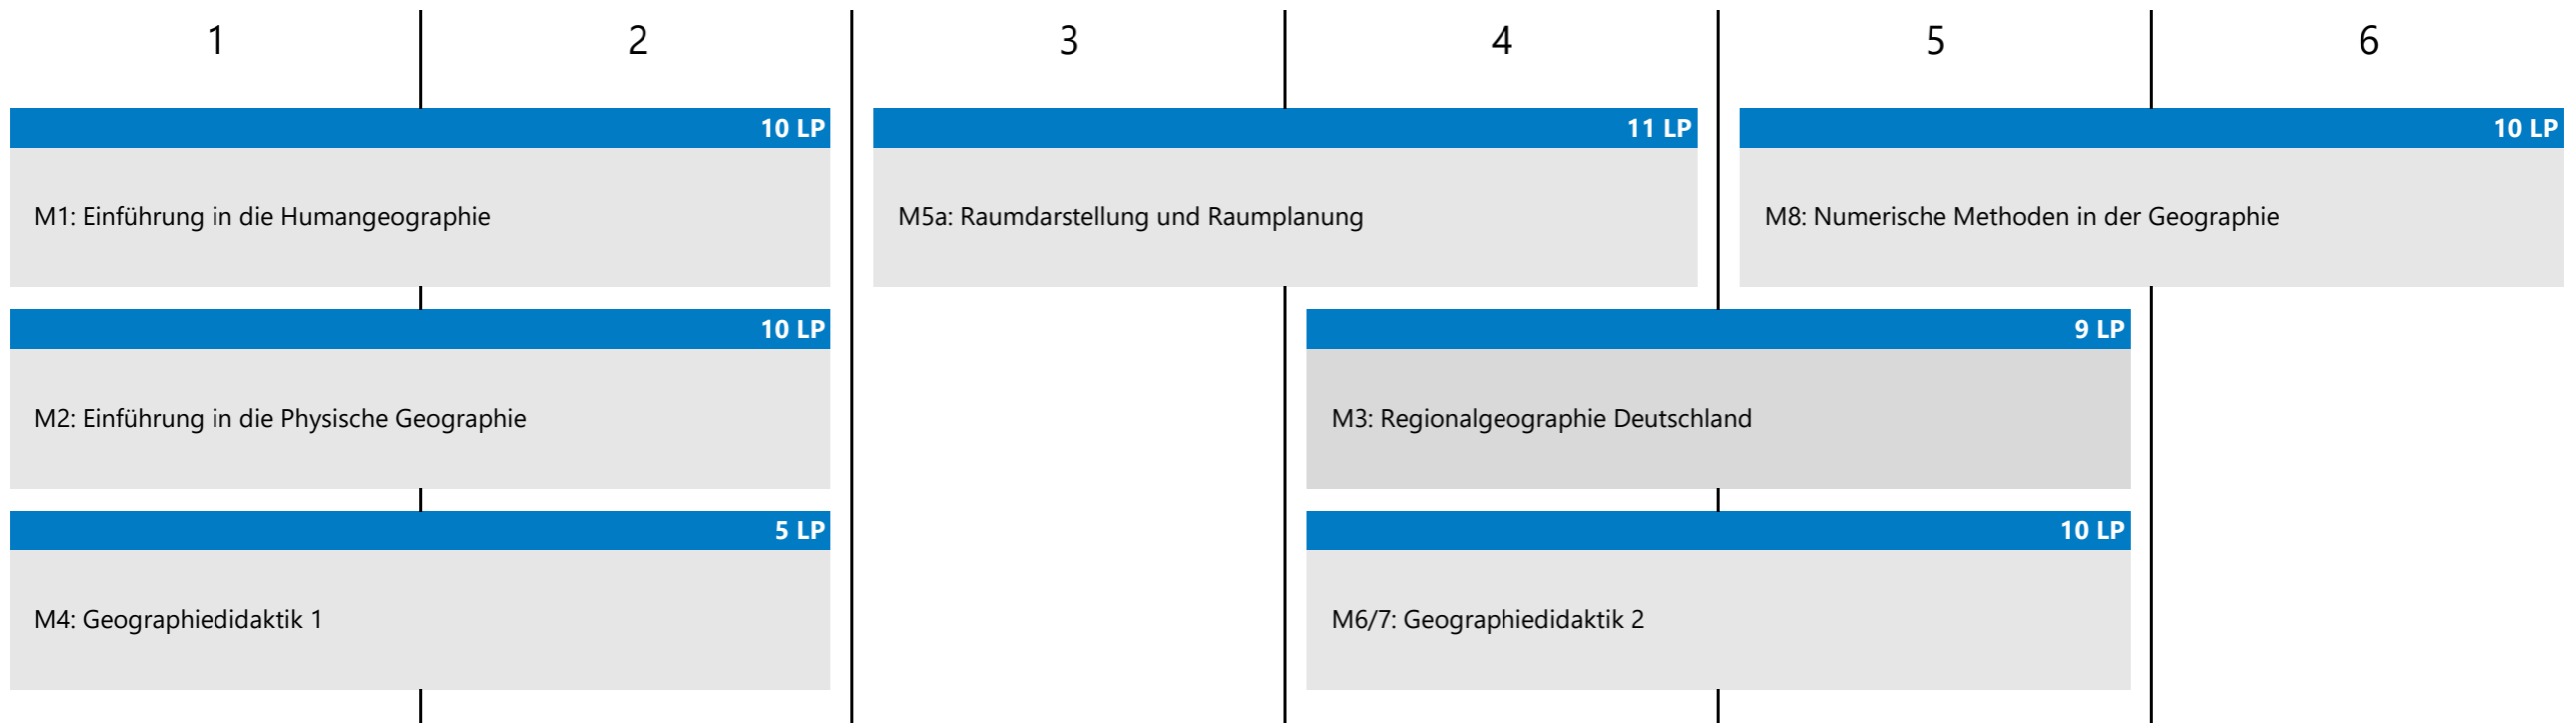 1 2 3 4 5 6
10 LP 11 LP 10 LP
M1: Einführung in die Humangeographie M5a: Raumdarstellung und Raumplanung M8: Numerische Methoden in der Geographie
10 LP 9 LP
M2: Einführung in die Physische Geographie M3: Regionalgeographie Deutschland
5 LP 10 LP
M4: Geographiedidaktik 1 M6/7: Geographiedidaktik 2